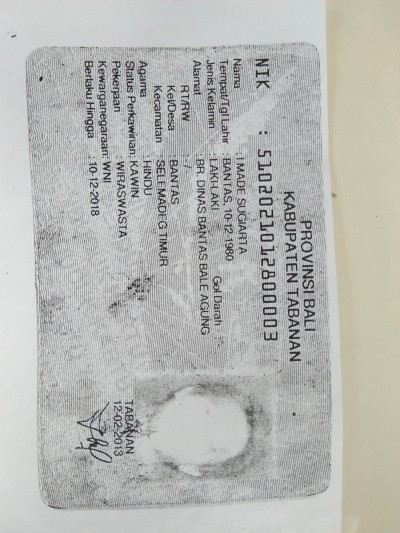 PROVINSI BALI
KABUPATEN TABANAN
NIK : 5102021012800003
Nama : I MADE SUGIARTA
Tempat/Tgl Lahir : BANTAS, 10-12-1980
Jenis Kelamin : LAKI-LAKI Gol Darah
Alamat : BR. DINAS BANTAS BALE AGUNG
RT/RW : -/
Kel/Desa : BANTAS
Kecamatan : SELEMADEG TIMUR
Agama : HINDU
Status Perkawinan: KAWIN
Pekerjaan : WIRASWASTA
Kewarganegaraan: WNI
Berlaku Hingga : 10-12-2018
TABANAN
12-02-2013